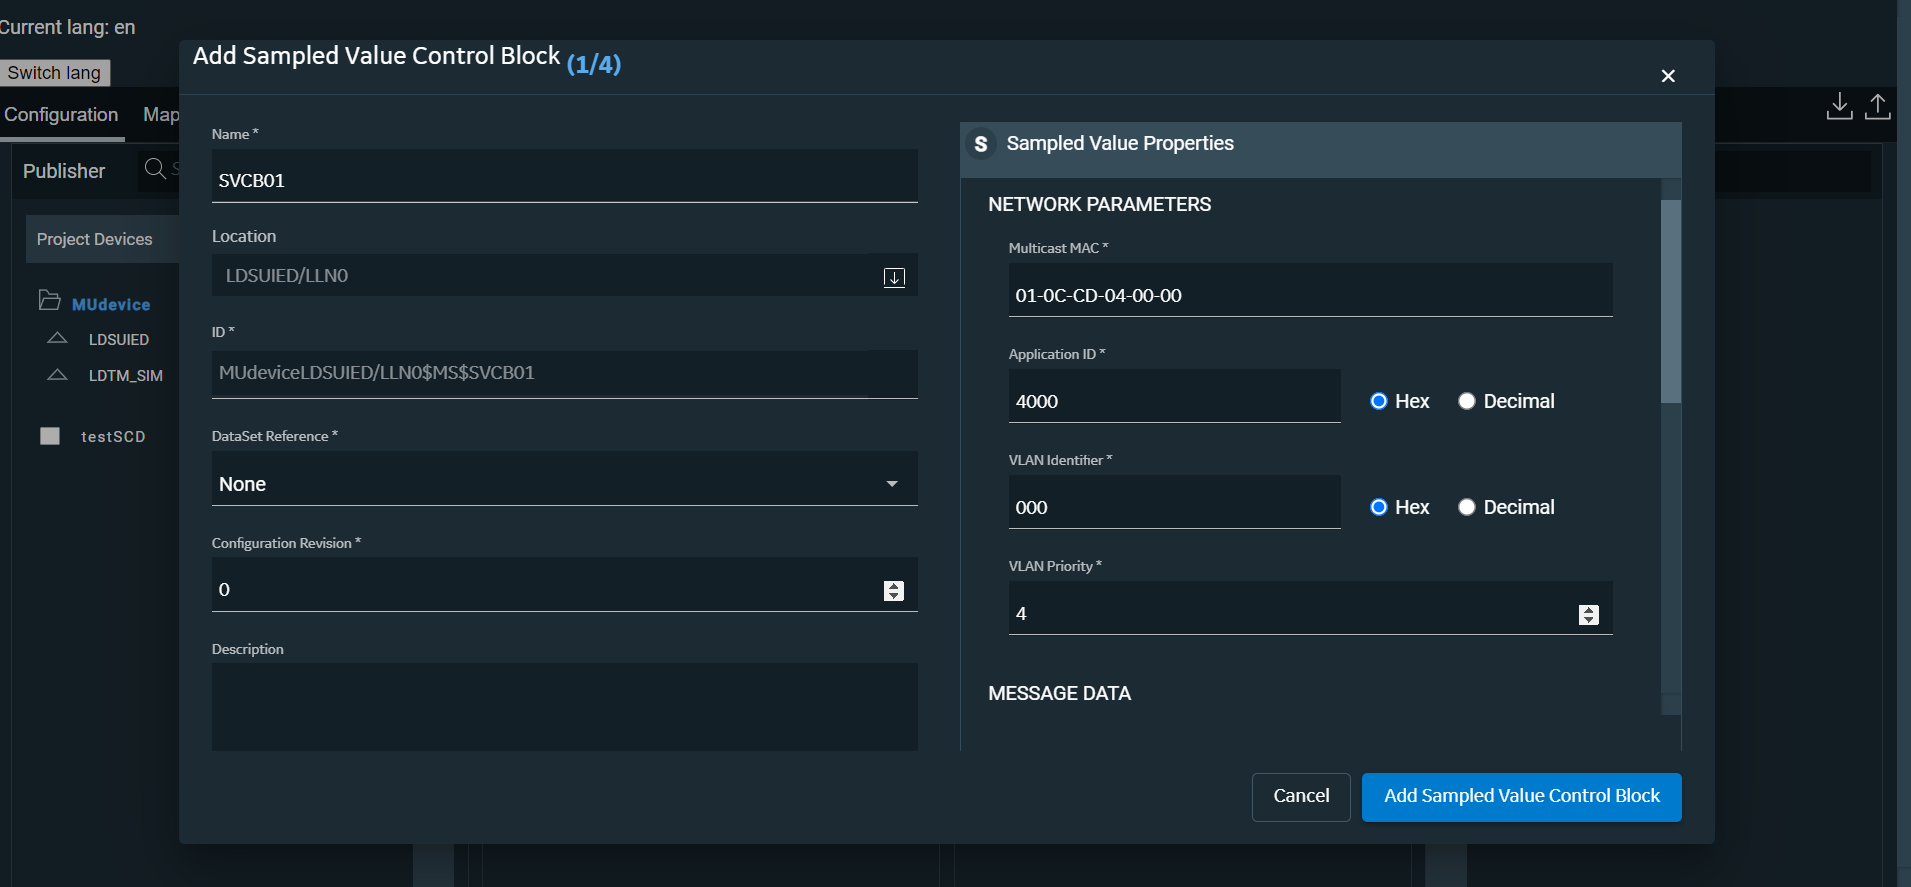 Current lang: en
Switch lang
Configuration
Map
Publisher
Project Devices
MUdevice
LDSUIED
LDTM_SIM
testSCD
Add Sampled Value Control Block (1/4)
Name *
SVCB01
Location
LDSUIED/LLN0
ID *
MUdeviceLDSUIED/LLN0$MS$SVCB01
DataSet Reference *
None
Configuration Revision *
0
Description
S Sampled Value Properties
NETWORK PARAMETERS
Multicast MAC *
01-0C-CD-04-00-00
Application ID *
4000
Hex
Decimal
VLAN Identifier *
000
Hex
Decimal
VLAN Priority *
4
MESSAGE DATA
Cancel
Add Sampled Value Control Block